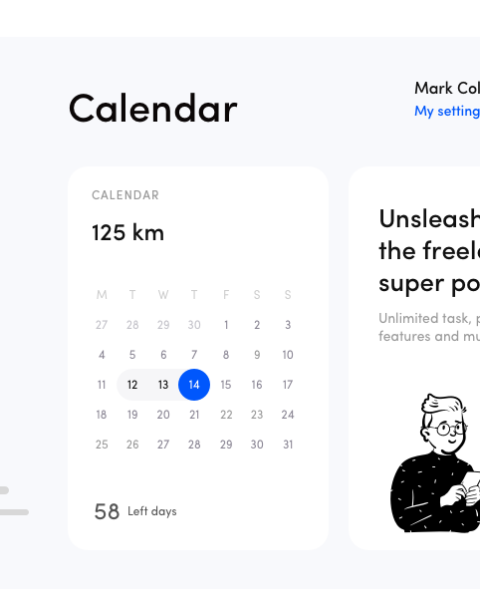 Calendar
Mark Col
My setting
CALENDAR
125 km
M T W T F S S
27 28 29 30 1 2 3
4 5 6 7 8 9 10
11 12 13 14 15 16 17
18 19 20 21 22 23 24
25 26 27 28 29 30 31
58 Left days
Unsleash
the freel
super po
Unlimited task, p
features and mu